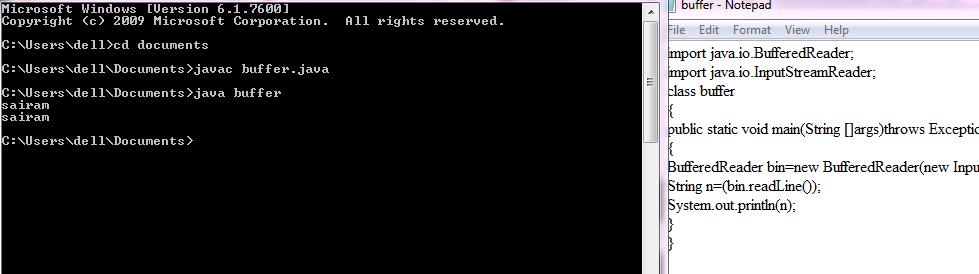 Microsoft Windows [Version 6.1.7600]
Copyright (c) 2009 Microsoft Corporation.  All rights reserved.
C:\Users\dell>cd documents
C:\Users\dell\Documents>javac buffer.java
C:\Users\dell\Documents>java buffer
sairam
sairam
C:\Users\dell\Documents>
buffer - Notepad
File Edit Format View Help
import java.io.BufferedReader;
import java.io.InputStreamReader;
class buffer
{
public static void main(String []args)throws Exceptio
{
BufferedReader bin=new BufferedReader(new Inpu
String n=(bin.readLine());
System.out.println(n);
}
}